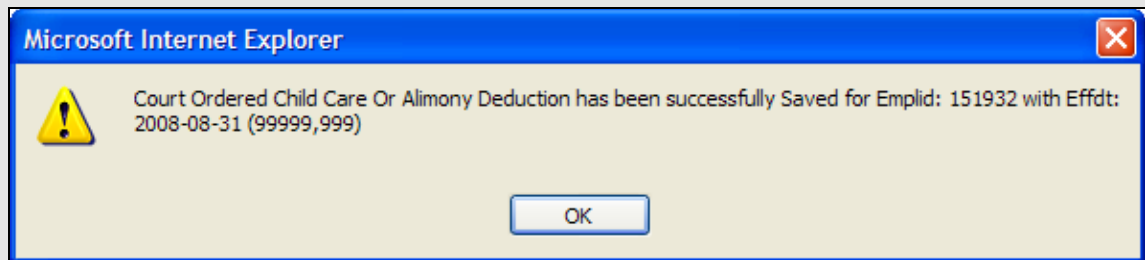 Microsoft Internet Explorer
Court Ordered Child Care Or Alimony Deduction has been successfully Saved for Emplid: 151932 with Effdt:
2008-08-31 (99999,999)
OK